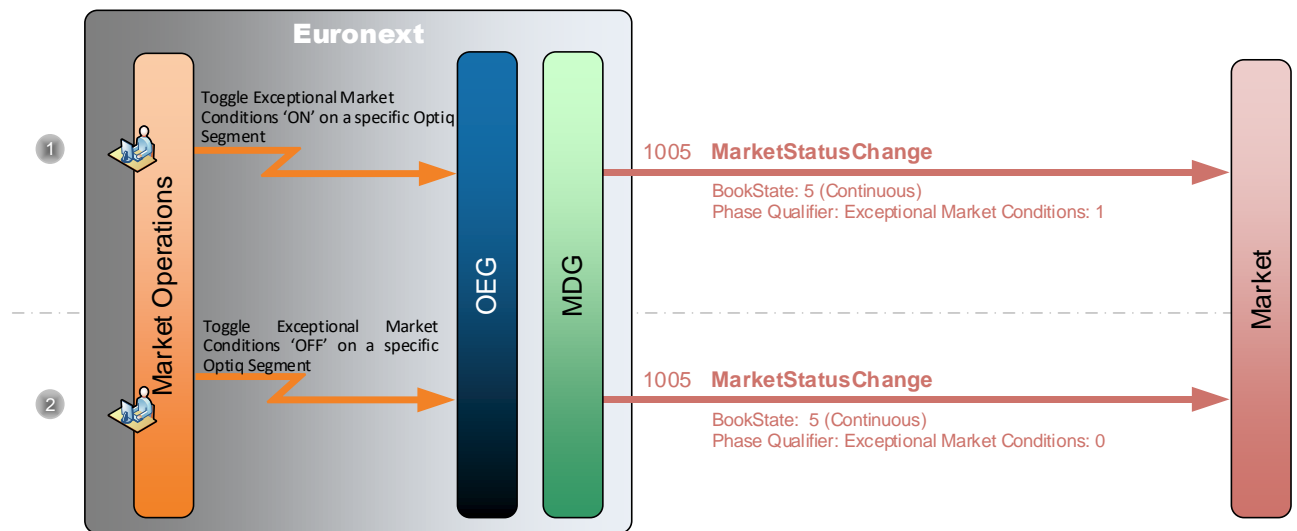 Euronext
Toggle Exceptional Market
Conditions ‘ON’ on a specific Optiq
Segment
1
1005 MarketStatusChange
BookState: 5 (Continuous)
Phase Qualifier: Exceptional Market Conditions: 1
Market Operations
OEG
MDG
Market
Toggle Exceptional Market
Conditions ‘OFF’ on a specific
Optiq Segment
2
1005 MarketStatusChange
BookState: 5 (Continuous)
Phase Qualifier: Exceptional Market Conditions: 0